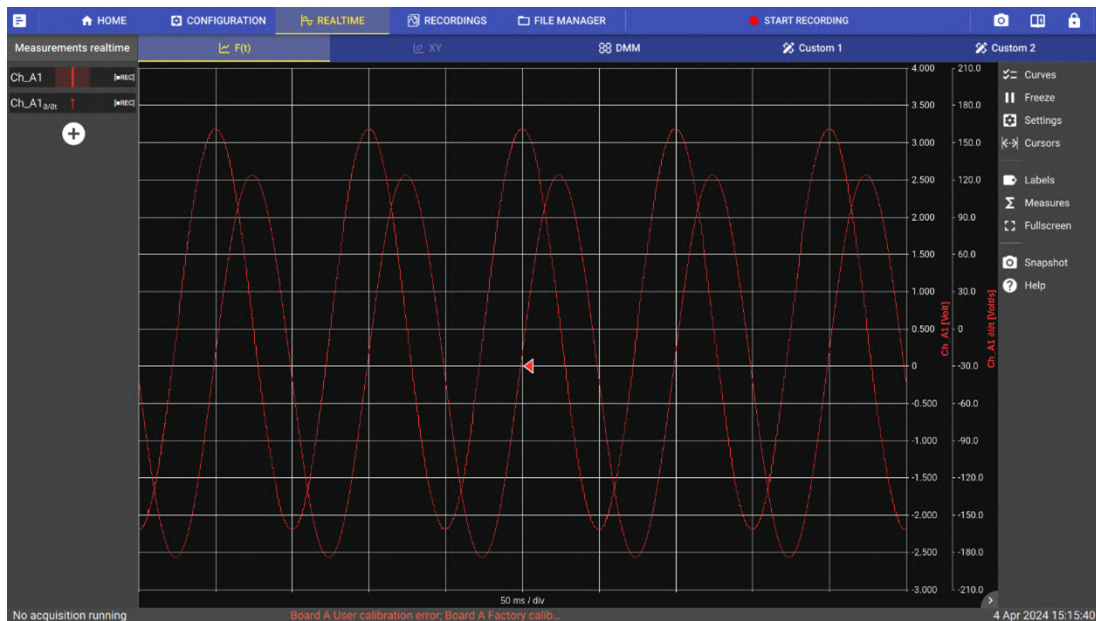 HOME
CONFIGURATION
REALTIME
RECORDINGS
FILE MANAGER
START RECORDING
Measurements realtime
F(t)
XY
DMM
Custom 1
Custom 2
Ch_A1 [●REC]
Ch_A1∂/∂t [●REC]
4.000
3.500
3.000
2.500
2.000
1.500
1.000
0.500
0
-0.500
-1.000
-1.500
-2.000
-2.500
-3.000
Ch_A1 [Volt]
210.0
180.0
150.0
120.0
90.0
60.0
30.0
0
-30.0
-60.0
-90.0
-120.0
-150.0
-180.0
-210.0
Ch_A1 ∂/∂t [Volt/s]
Curves
Freeze
Settings
Cursors
Labels
Measures
Fullscreen
Snapshot
Help
50 ms / div
No acquisition running
Board A User calibration error; Board A Factory calib...
4 Apr 2024 15:15:40